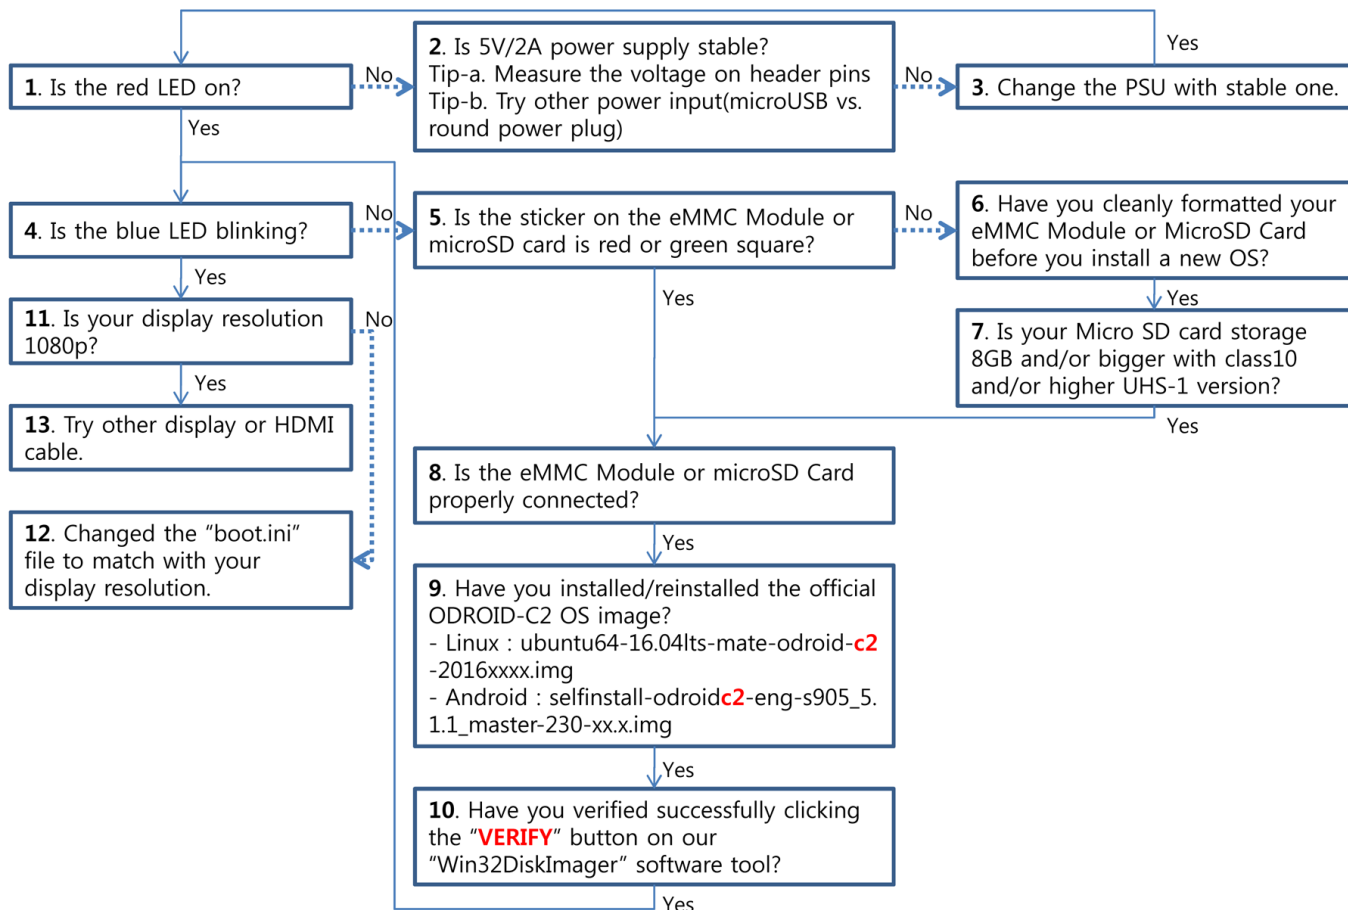 Yes
1. Is the red LED on?
No
2. Is 5V/2A power supply stable?
Tip-a. Measure the voltage on header pins
Tip-b. Try other power input(microUSB vs.
round power plug)
No
3. Change the PSU with stable one.
Yes
4. Is the blue LED blinking?
No
5. Is the sticker on the eMMC Module or
microSD card is red or green square?
No
6. Have you cleanly formatted your
eMMC Module or MicroSD Card
before you install a new OS?
Yes
Yes
Yes
11. Is your display resolution
1080p?
No
7. Is your Micro SD card storage
8GB and/or bigger with class10
and/or higher UHS-1 version?
Yes
Yes
13. Try other display or HDMI
cable.
8. Is the eMMC Module or microSD Card
properly connected?
Yes
12. Changed the “boot.ini”
file to match with your
display resolution.
9. Have you installed/reinstalled the official
ODROID-C2 OS image?
- Linux : ubuntu64-16.04lts-mate-odroid-c2
-2016xxxx.img
- Android : selfinstall-odroidc2-eng-s905_5.
1.1_master-230-xx.x.img
Yes
10. Have you verified successfully clicking
the “VERIFY” button on our
“Win32DiskImager” software tool?
Yes